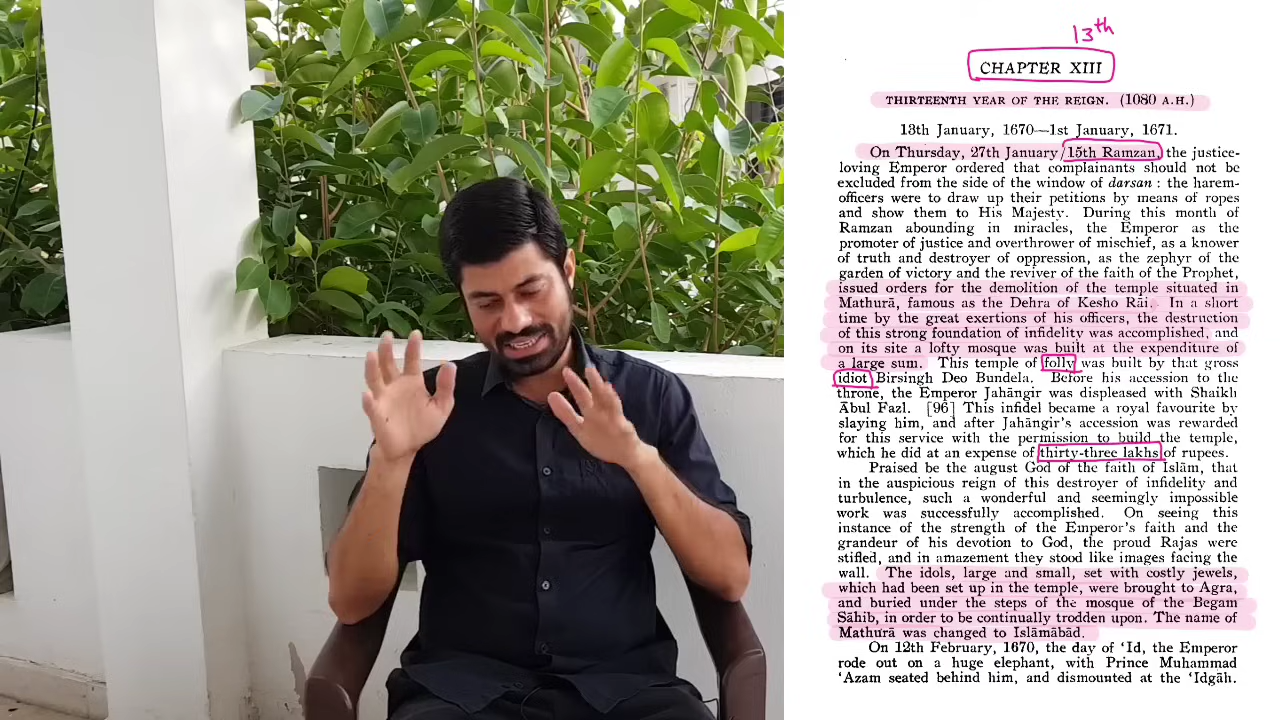 13th
CHAPTER XIII
THIRTEENTH YEAR OF THE REIGN. (1080 A.H.)
13th January, 1670—1st January, 1671.
On Thursday, 27th January/15th Ramzan, the justice-
loving Emperor ordered that complainants should not be
excluded from the side of the window of darsan : the harem-
officers were to draw up their petitions by means of ropes
and show them to His Majesty. During this month of
Ramzan abounding in miracles, the Emperor as the
promoter of justice and overthrower of mischief, as a knower
of truth and destroyer of oppression, as the zephyr of the
garden of victory and the reviver of the faith of the Prophet,
issued orders for the demolition of the temple situated in
Mathurā, famous as the Dehra of Kesho Rāi. In a short
time by the great exertions of his officers, the destruction
of this strong foundation of infidelity was accomplished, and
on its site a lofty mosque was built at the expenditure of
a large sum. This temple of folly was built by that gross
idiot Birsingh Deo Bundela. Before his accession to the
throne, the Emperor Jahāngir was displeased with Shaikh
Ābul Fazl. [96] This infidel became a royal favourite by
slaying him, and after Jahāngir's accession was rewarded
for this service with the permission to build the temple,
which he did at an expense of thirty-three lakhs of rupees.
Praised be the august God of the faith of Islām, that
in the auspicious reign of this destroyer of infidelity and
turbulence, such a wonderful and seemingly impossible
work was successfully accomplished. On seeing this
instance of the strength of the Emperor's faith and the
grandeur of his devotion to God, the proud Rajas were
stifled, and in amazement they stood like images facing the
wall. The idols, large and small, set with costly jewels,
which had been set up in the temple, were brought to Agra,
and buried under the steps of the mosque of the Begam
Sāhib, in order to be continually trodden upon. The name of
Mathurā was changed to Islāmābād.
On 12th February, 1670, the day of 'Id, the Emperor
rode out on a huge elephant, with Prince Muhammad
'Azam seated behind him, and dismounted at the 'Idgāh.